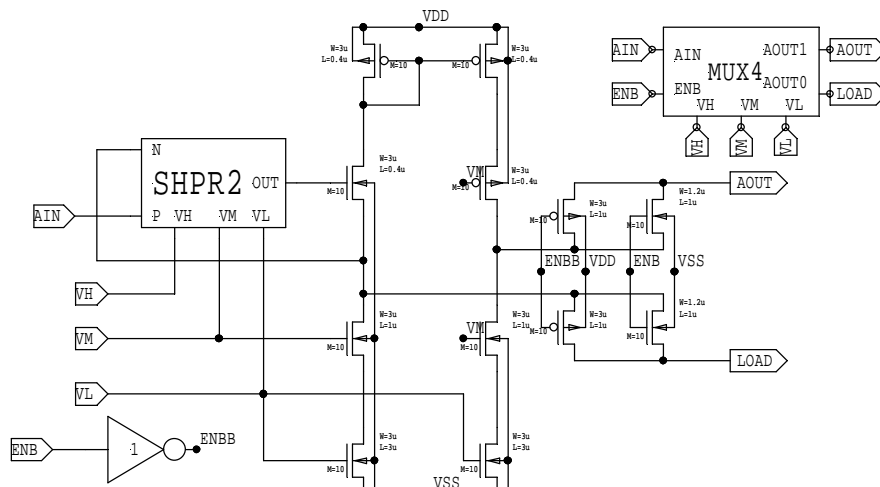 VDD
W=3u
L=0.4u
M=10
M=10
W=3u
L=0.4u
AIN
AIN
AOUT1
AOUT
MUX4
ENB
ENB
AOUT0
LOAD
VH
VM
VL
VH
VM
VL
N
SHPR2
OUT
P
VH
VM
VL
AIN
W=3u
L=0.4u
M=10
VM
M=10
W=3u
L=0.4u
AOUT
M=10
W=3u
L=1u
M=10
W=1.2u
L=1u
ENBB
VDD
ENB
VSS
VH
VM
W=3u
L=1u
M=10
VM
M=10
W=3u
L=1u
M=10
W=3u
L=1u
M=10
W=1.2u
L=1u
LOAD
VL
ENB
1
ENBB
W=3u
L=3u
M=10
M=10
W=3u
L=3u
VSS